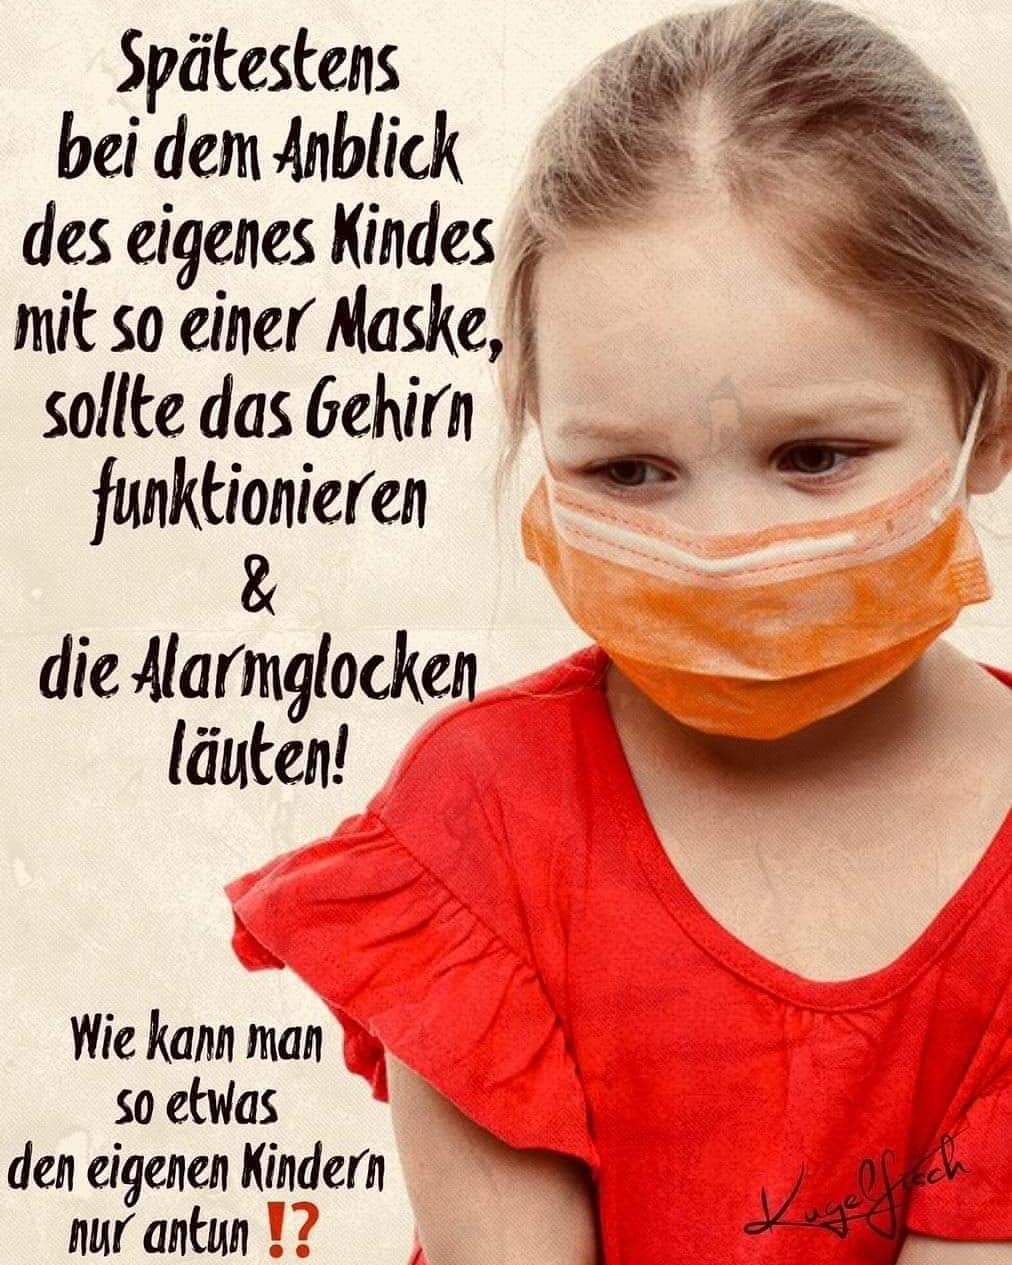 Spätestens
bei dem Anblick
des eigenes Kindes
mit so einer Maske,
sollte das Gehirn
funktionieren
&
die Alarmglocken
läuten!
Wie kann man
so etwas
den eigenen Kindern
nur antun ⁉
Kugelfisch